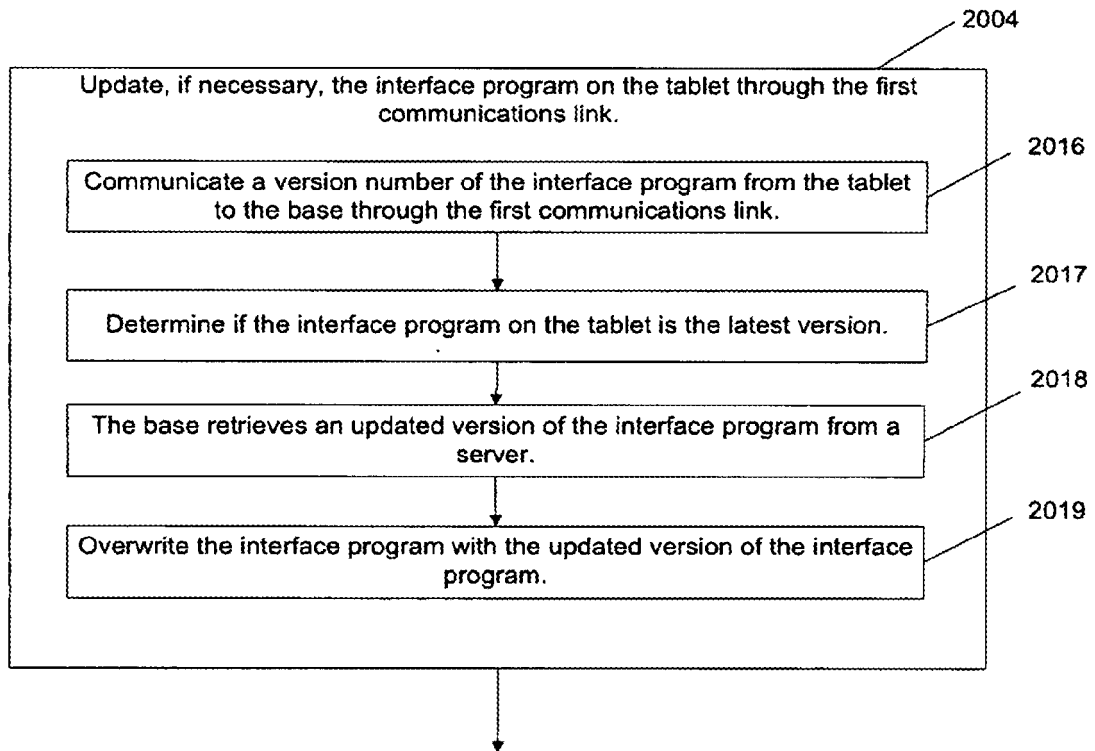 2004
Update, if necessary, the interface program on the tablet through the first
communications link.
2016
Communicate a version number of the interface program from the tablet
to the base through the first communications link.
2017
Determine if the interface program on the tablet is the latest version.
2018
The base retrieves an updated version of the interface program from a
server.
2019
Overwrite the interface program with the updated version of the interface
program.